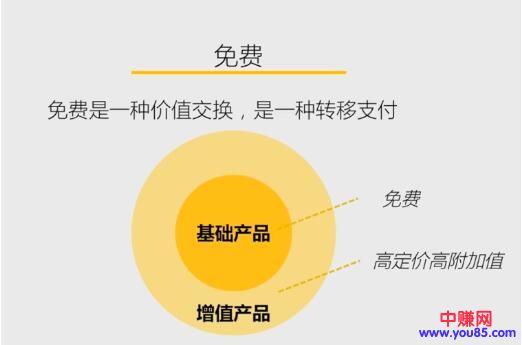 免费
免费是一种价值交换，是一种转移支付
免费
基础产品
高定价高附加值
增值产品
中赚网
www.you85.com